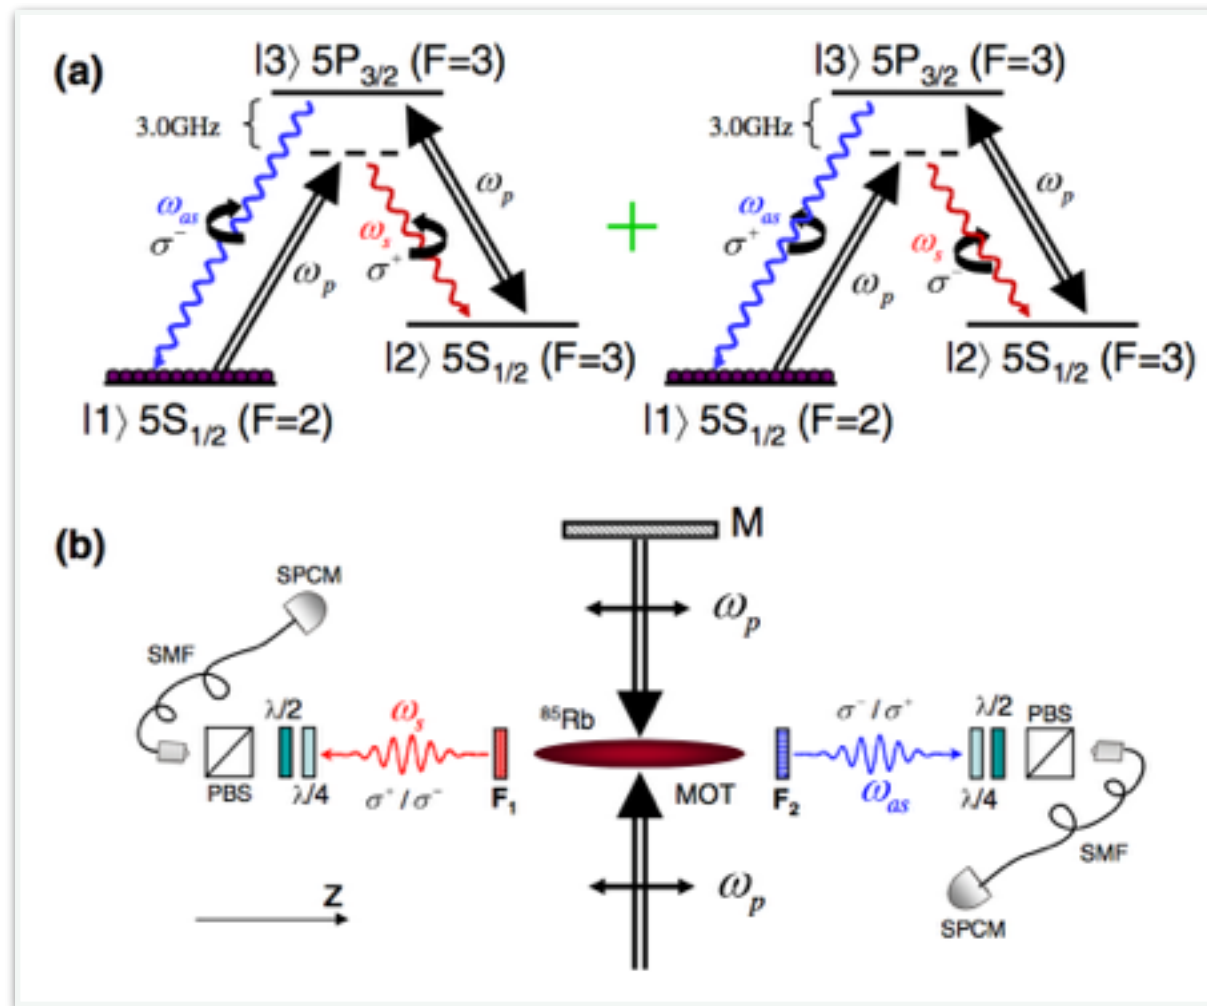 (a)
|3⟩ 5P3/2 (F=3)
3.0GHz
ωas
σ−
ωp
ωs
σ+
ωp
|2⟩ 5S1/2 (F=3)
|1⟩ 5S1/2 (F=2)
+
|3⟩ 5P3/2 (F=3)
3.0GHz
ωas
σ+
ωp
ωs
σ−
ωp
|2⟩ 5S1/2 (F=3)
|1⟩ 5S1/2 (F=2)
(b)
M
ωp
SPCM
SMF
λ/2
PBS
λ/4
ωs
σ+ / σ−
F1
85Rb
MOT
F2
σ− / σ+
ωas
λ/2
PBS
λ/4
SMF
SPCM
ωp
Z